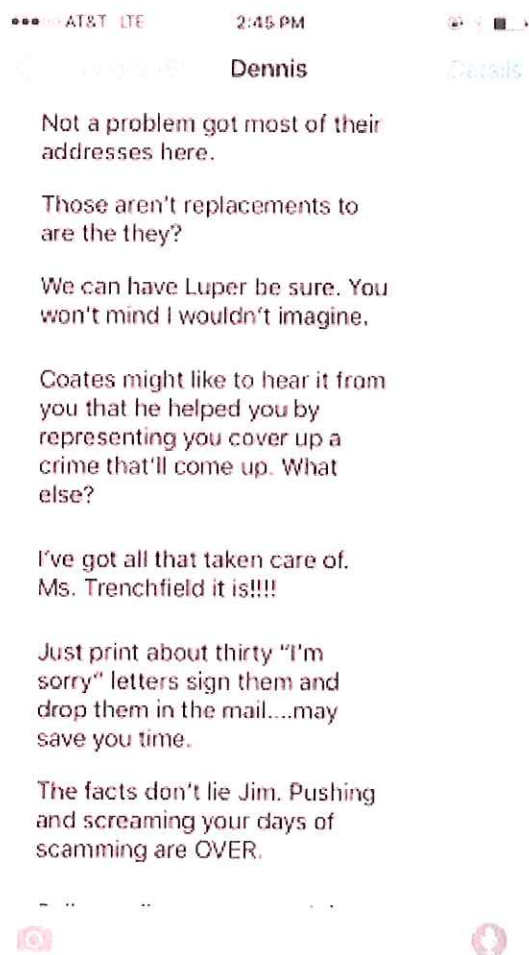 AT&T LTE 2:45 PM
Dennis Details
Not a problem got most of their
addresses here.
Those aren't replacements to
are the they?
We can have Luper be sure. You
won't mind I wouldn't imagine.
Coates might like to hear it from
you that he helped you by
representing you cover up a
crime that'll come up. What
else?
I've got all that taken care of.
Ms. Trenchfield it is!!!!
Just print about thirty "I'm
sorry" letters sign them and
drop them in the mail....may
save you time.
The facts don't lie Jim. Pushing
and screaming your days of
scamming are OVER.